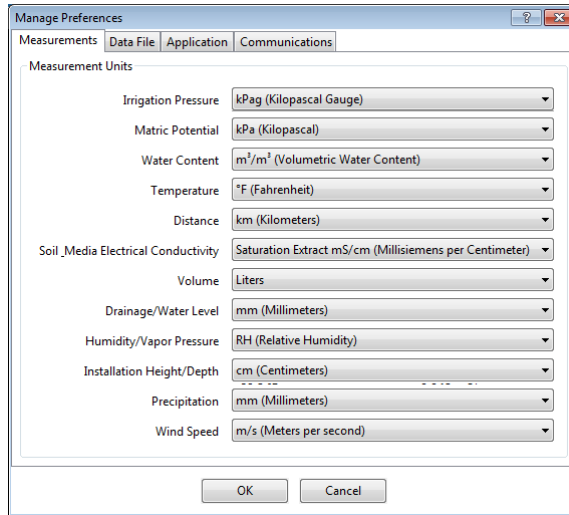 Manage Preferences
Measurements Data File Application Communications
Measurement Units
Irrigation Pressure kPag (Kilopascal Gauge)
Matric Potential kPa (Kilopascal)
Water Content m³/m³ (Volumetric Water Content)
Temperature °F (Fahrenheit)
Distance km (Kilometers)
Soil_Media Electrical Conductivity Saturation Extract mS/cm (Millisiemens per Centimeter)
Volume Liters
Drainage/Water Level mm (Millimeters)
Humidity/Vapor Pressure RH (Relative Humidity)
Installation Height/Depth cm (Centimeters)
Precipitation mm (Millimeters)
Wind Speed m/s (Meters per second)
OK Cancel